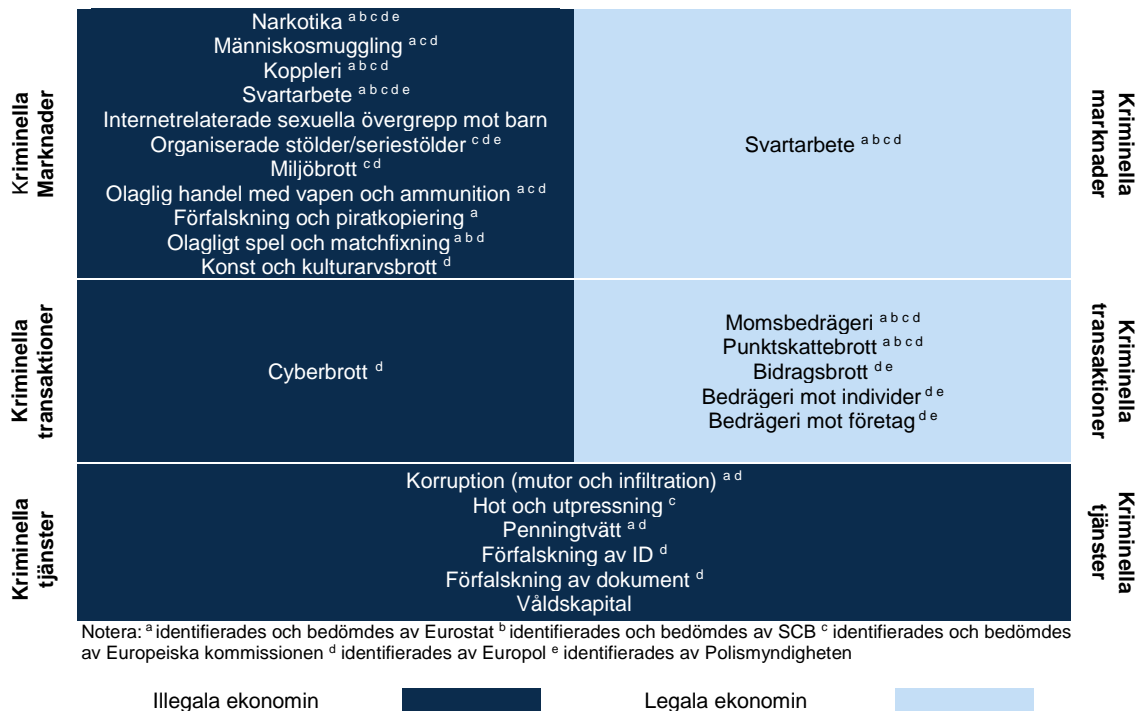 Kriminella
Marknader
Narkotika a b c d e
Människosmuggling a c d
Koppleri a b c d
Svartarbete a b c d e
Internetrelaterade sexuella övergrepp mot barn
Organiserade stölder/seriestölder c d e
Miljöbrott c d
Olaglig handel med vapen och ammunition a c d
Förfalskning och piratkopiering a
Olagligt spel och matchfixning a b d
Konst och kulturarvsbrott d
Svartarbete a b c d
Kriminella
marknader
Kriminella
transaktioner
Cyberbrott d
Momsbedrägeri a b c d
Punktskattebrott a b c d
Bidragsbrott d e
Bedrägeri mot individer d e
Bedrägeri mot företag d e
Kriminella
transaktioner
Kriminella
tjänster
Korruption (mutor och infiltration) a d
Hot och utpressning c
Penningtvätt a d
Förfalskning av ID d
Förfalskning av dokument d
Våldskapital
Kriminella
tjänster
Notera: a identifierades och bedömdes av Eurostat b identifierades och bedömdes av SCB c identifierades och bedömdes
av Europeiska kommissionen d identifierades av Europol e identifierades av Polismyndigheten
Illegala ekonomin
Legala ekonomin